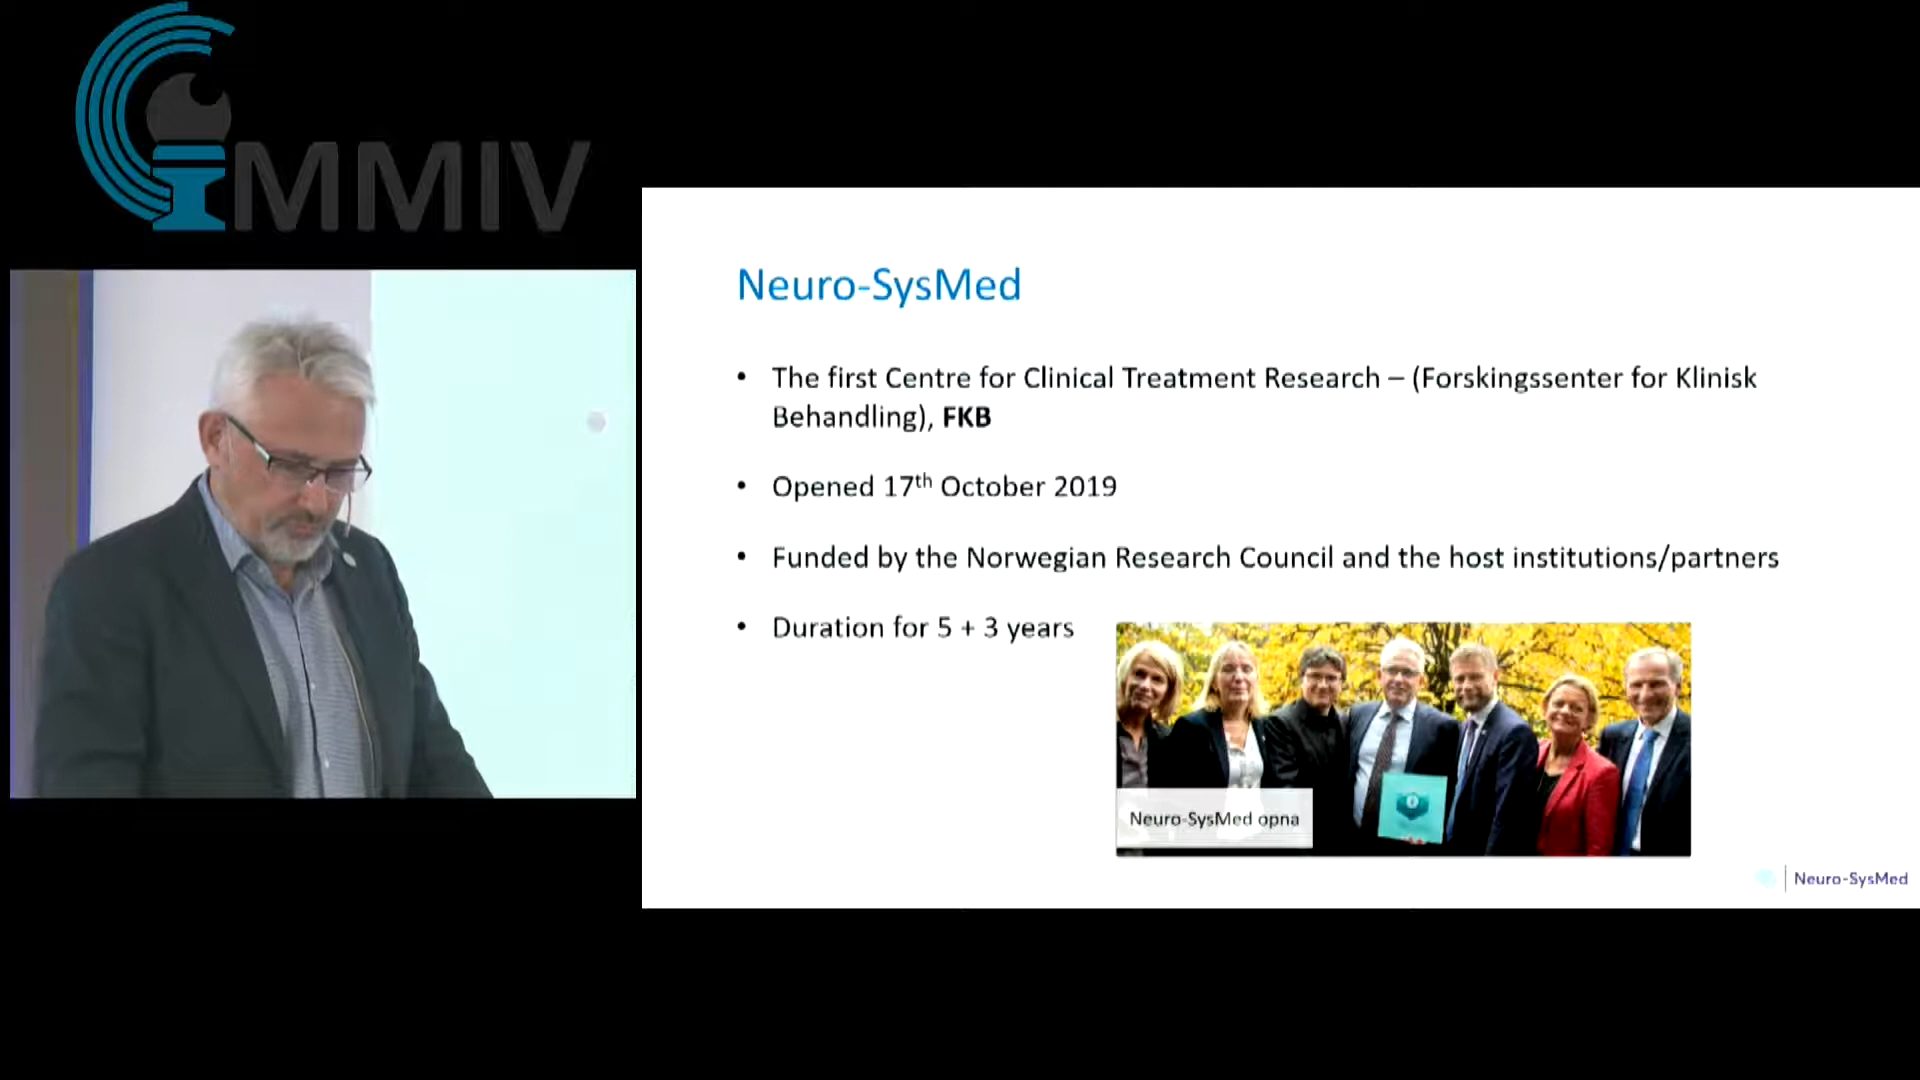 MMIV
Neuro-SysMed
• The first Centre for Clinical Treatment Research – (Forskingssenter for Klinisk
Behandling), FKB
• Opened 17th October 2019
• Funded by the Norwegian Research Council and the host institutions/partners
• Duration for 5 + 3 years
Neuro-SysMed opna
Neuro-SysMed